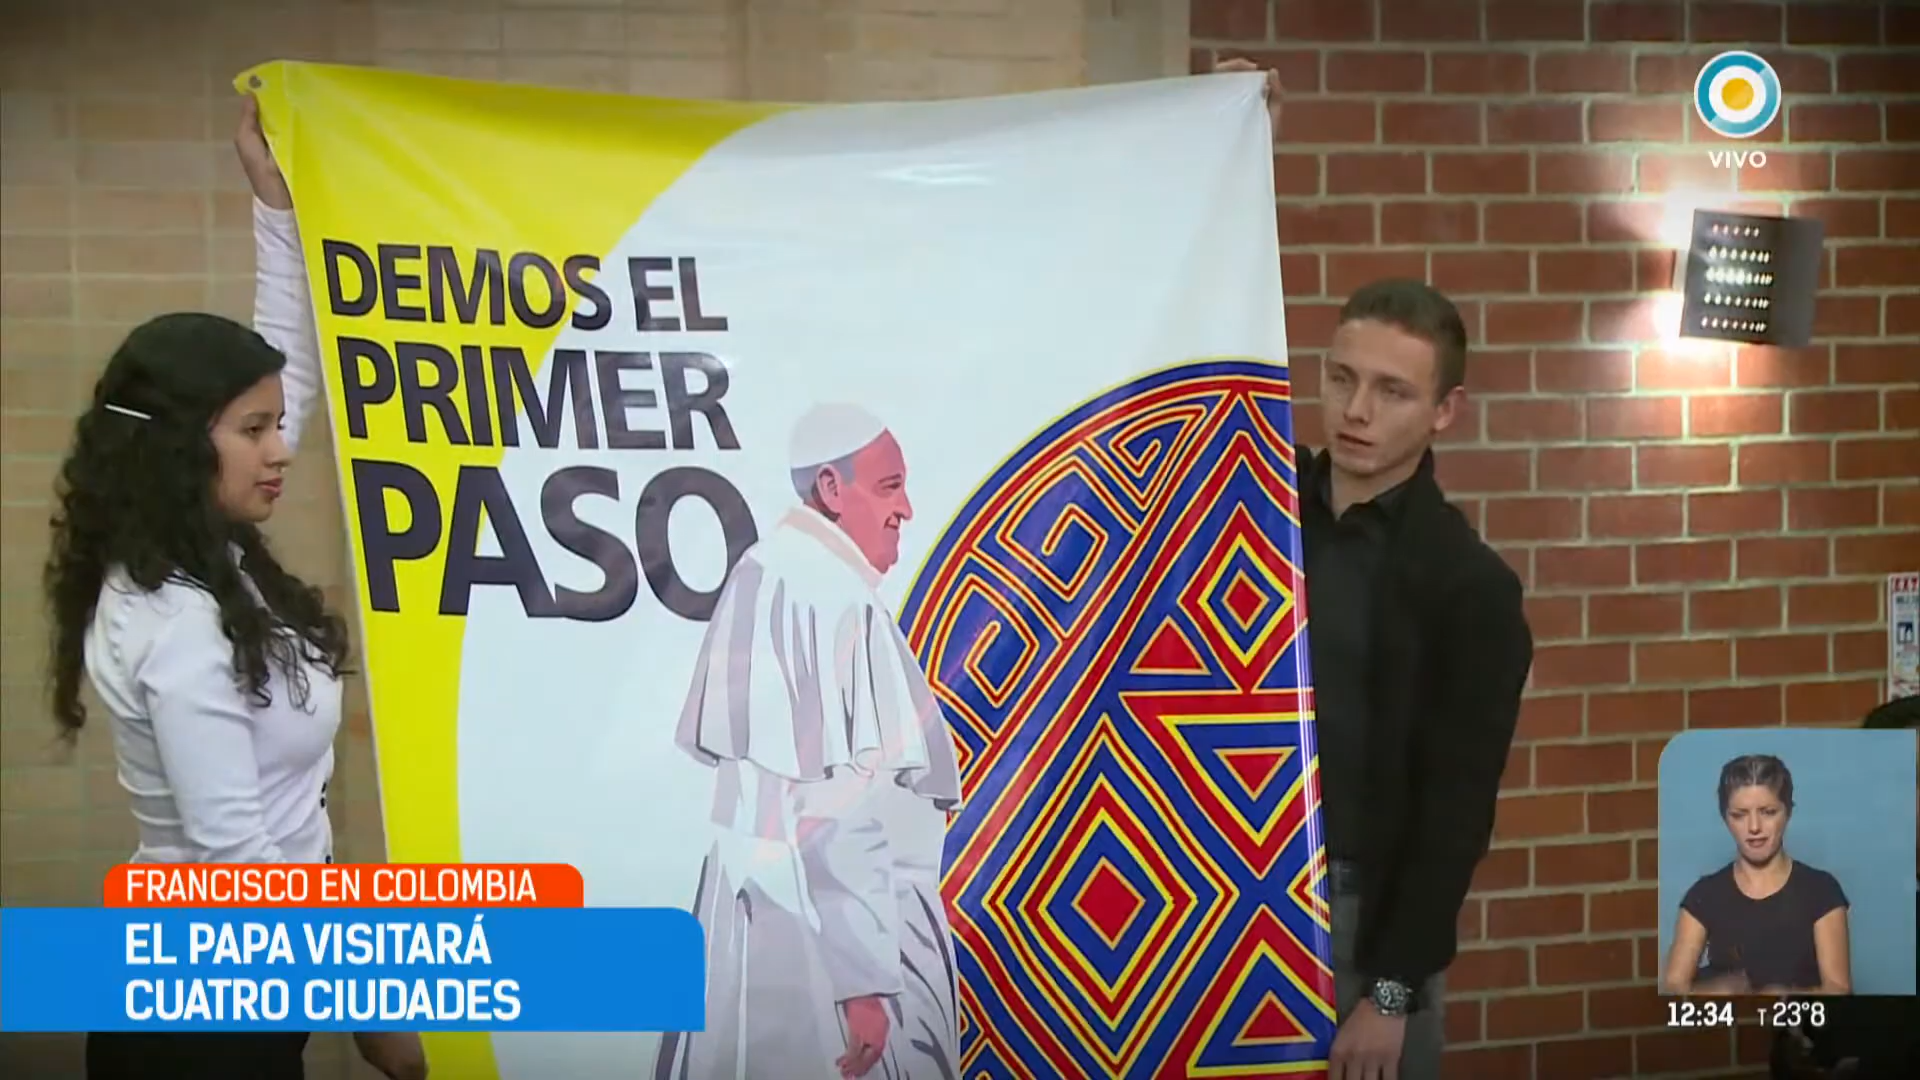 VIVO
DEMOS EL
PRIMER
PASO
FRANCISCO EN COLOMBIA
EL PAPA VISITARÁ
CUATRO CIUDADES
12:34 T 23°8